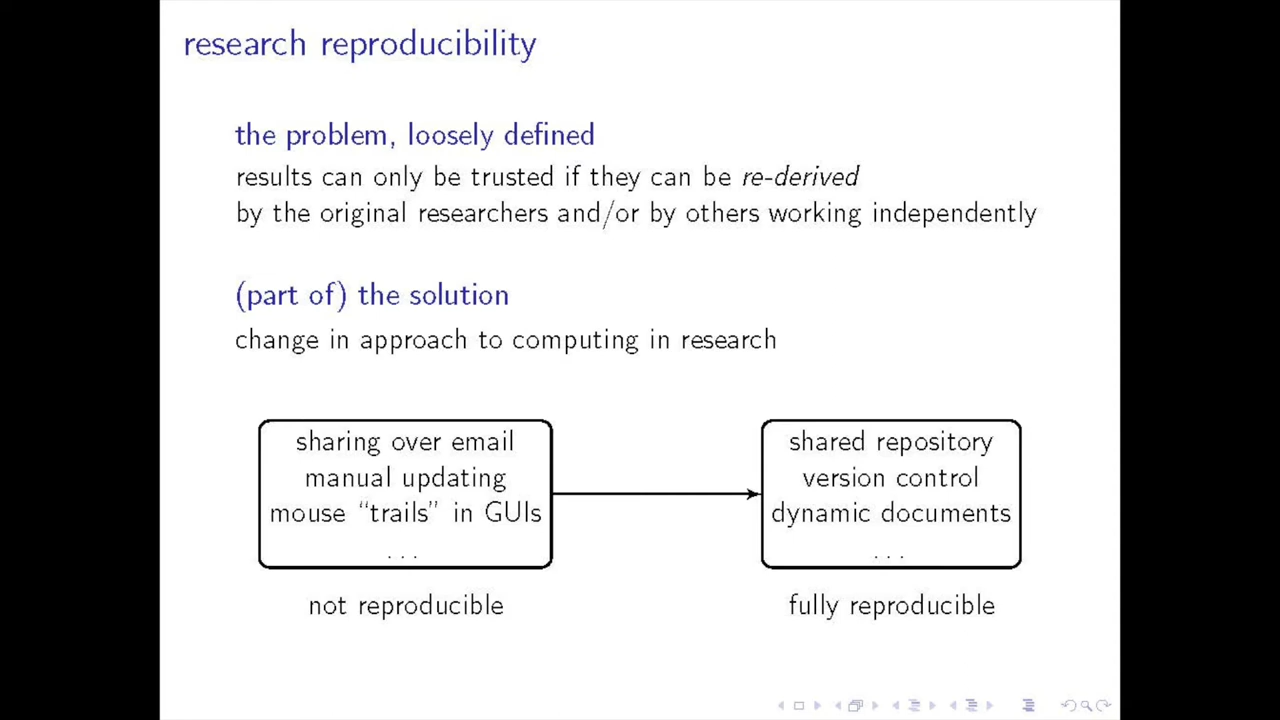 research reproducibility
the problem, loosely defined
results can only be trusted if they can be re-derived
by the original researchers and/or by others working independently
(part of) the solution
change in approach to computing in research
sharing over email
manual updating
mouse “trails” in GUIs
. . .
not reproducible
shared repository
version control
dynamic documents
. . .
fully reproducible